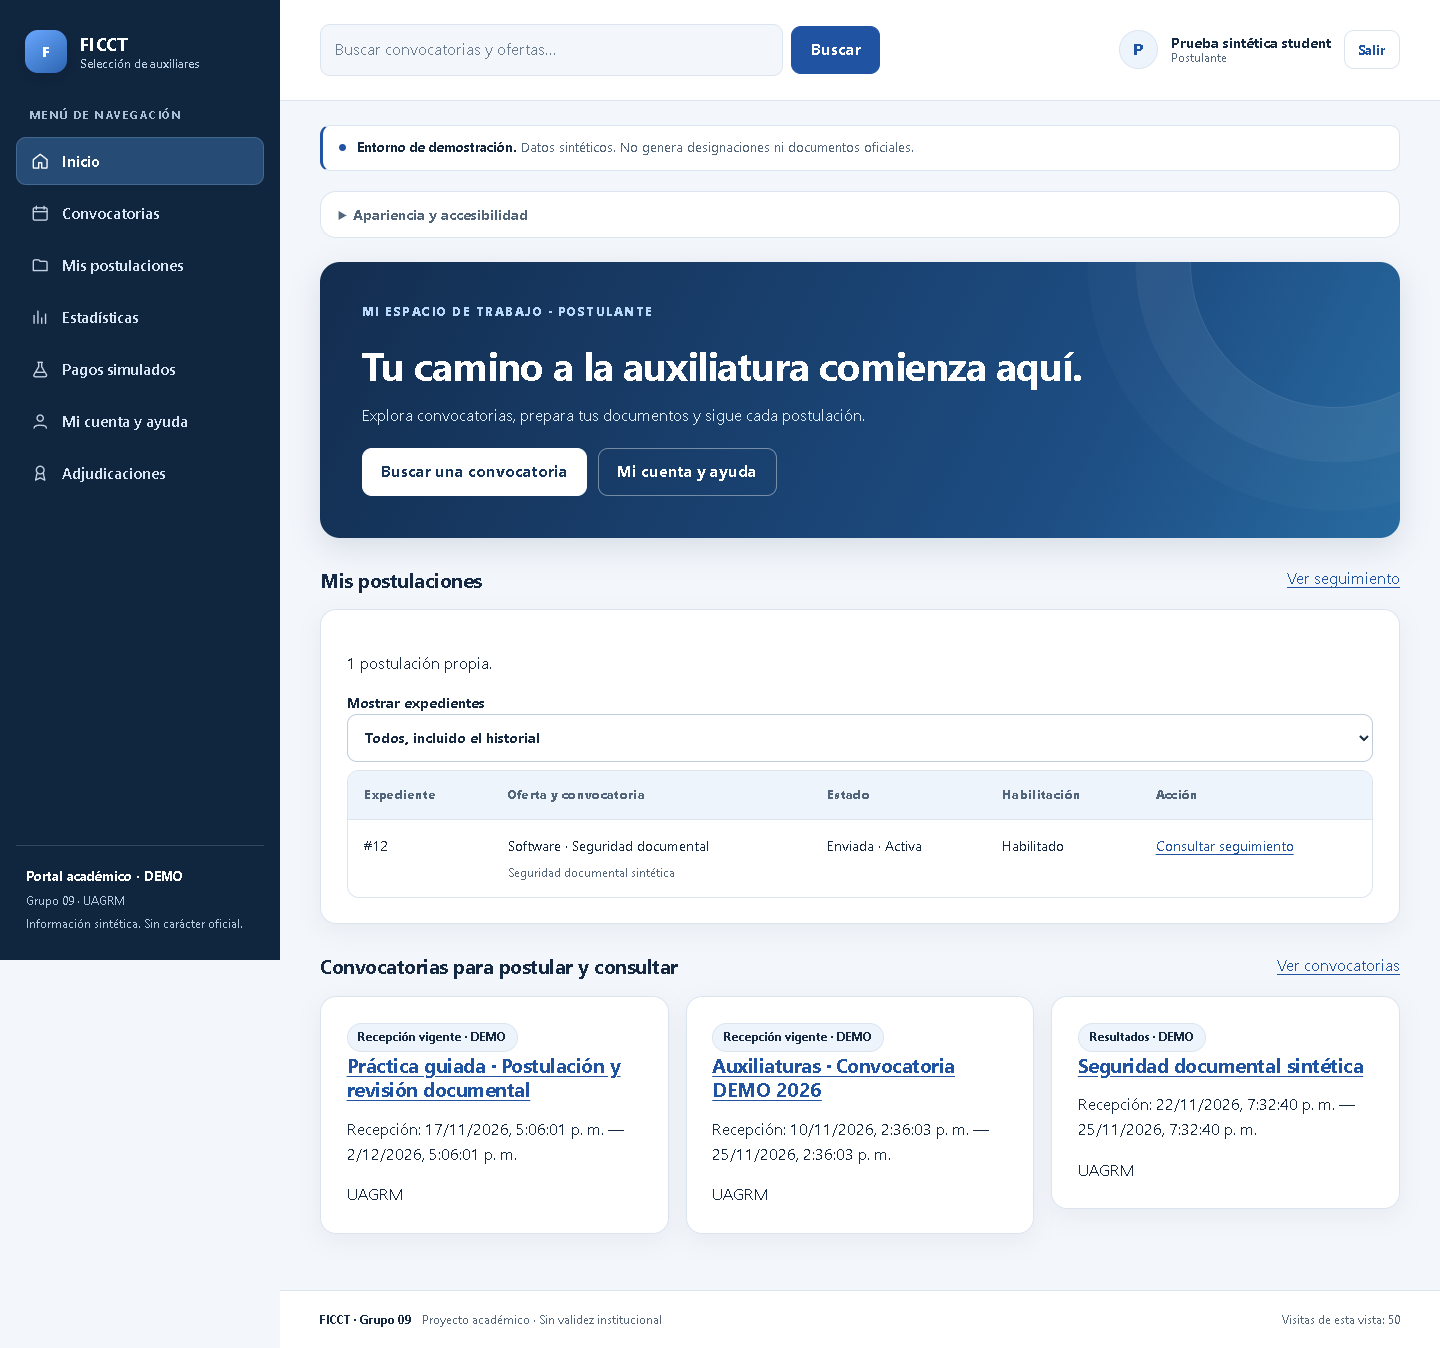 F
FICCT
Selección de auxiliares
MENÚ DE NAVEGACIÓN
Inicio
Convocatorias
Mis postulaciones
Estadísticas
Pagos simulados
Mi cuenta y ayuda
Adjudicaciones
Portal académico · DEMO
Grupo 09 · UAGRM
Información sintética. Sin carácter oficial.
Buscar convocatorias y ofertas...
Buscar
P
Prueba sintética student
Postulante
Salir
Entorno de demostración. Datos sintéticos. No genera designaciones ni documentos oficiales.
Apariencia y accesibilidad
MI ESPACIO DE TRABAJO · POSTULANTE
Tu camino a la auxiliatura comienza aquí.
Explora convocatorias, prepara tus documentos y sigue cada postulación.
Buscar una convocatoria
Mi cuenta y ayuda
Mis postulaciones
Ver seguimiento
1 postulación propia.
Mostrar expedientes
Todos, incluido el historial
Expediente Oferta y convocatoria Estado Habilitación Acción
#12 Software · Seguridad documental Enviada · Activa Habilitado Consultar seguimiento
Seguridad documental sintética
Convocatorias para postular y consultar
Ver convocatorias
Recepción vigente · DEMO
Práctica guiada · Postulación y
revisión documental
Recepción: 17/11/2026, 5:06:01 p. m. —
2/12/2026, 5:06:01 p. m.
UAGRM
Recepción vigente · DEMO
Auxiliaturas · Convocatoria
DEMO 2026
Recepción: 10/11/2026, 2:36:03 p. m. —
25/11/2026, 2:36:03 p. m.
UAGRM
Resultados · DEMO
Seguridad documental sintética
Recepción: 22/11/2026, 7:32:40 p. m. —
25/11/2026, 7:32:40 p. m.
UAGRM
FICCT · Grupo 09 Proyecto académico · Sin validez institucional
Visitas de esta vista: 50